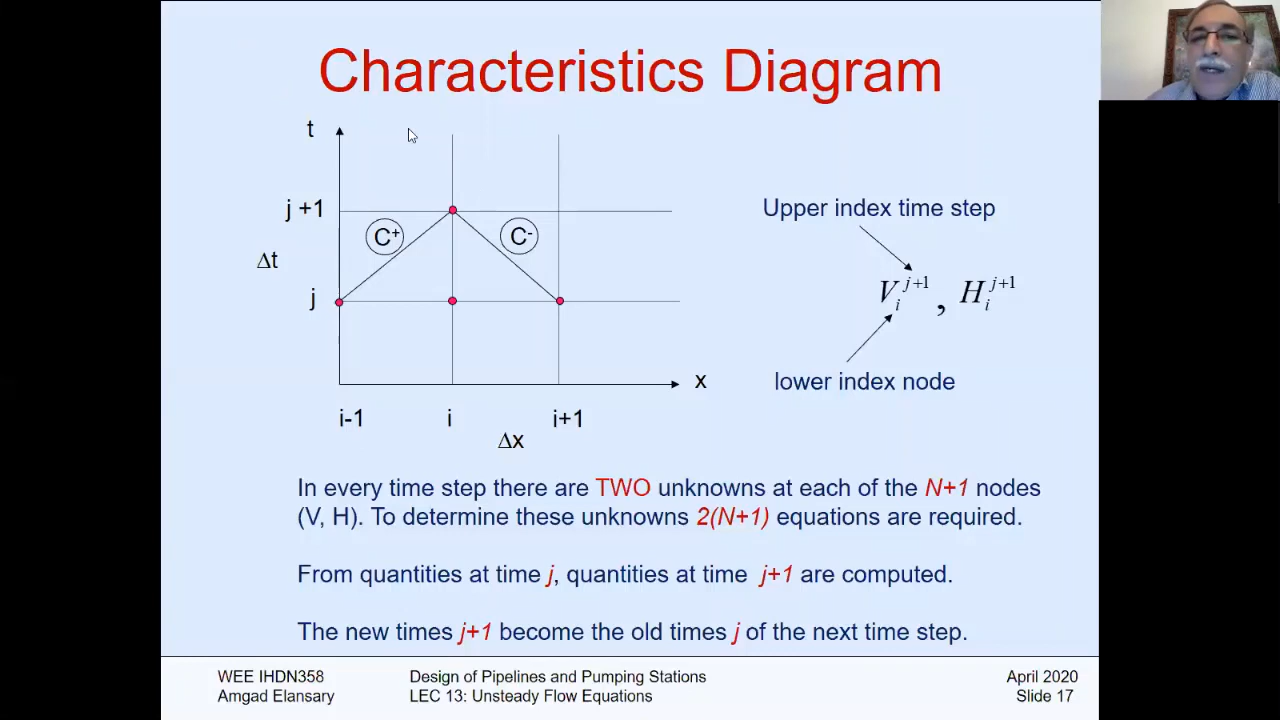 Characteristics Diagram
t
j +1
C+
C-
Δt
j
x
i-1
i
i+1
Δx
Upper index time step
V_i^{j+1} , H_i^{j+1}
lower index node
In every time step there are TWO unknowns at each of the N+1 nodes
(V, H). To determine these unknowns 2(N+1) equations are required.
From quantities at time j, quantities at time j+1 are computed.
The new times j+1 become the old times j of the next time step.
WEE IHDN358
Amgad Elansary
Design of Pipelines and Pumping Stations
LEC 13: Unsteady Flow Equations
April 2020
Slide 17